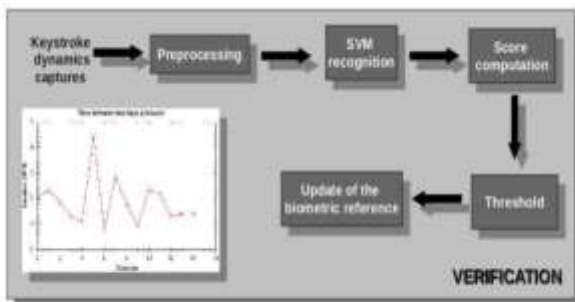 Keystroke
dynamics
captures
Preprocessing
SVM
recognition
Score
computation
Update of the
biometric reference
Threshold
VERIFICATION